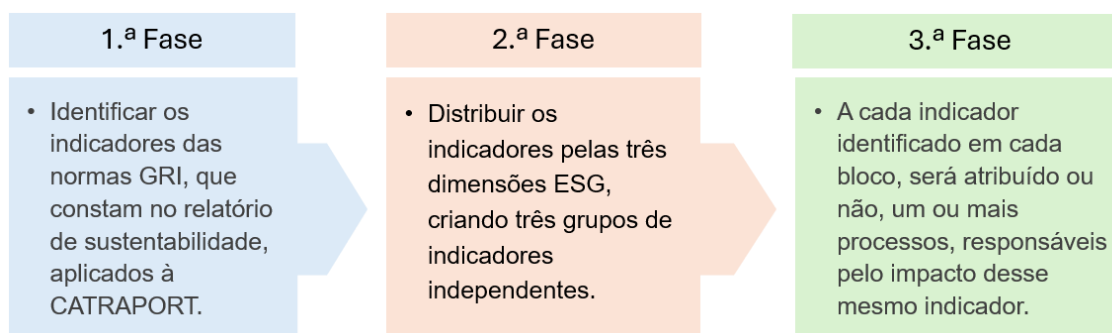 1.ª Fase
• Identificar os
indicadores das
normas GRI, que
constam no relatório
de sustentabilidade,
aplicados à
CATRAPORT.
2.ª Fase
• Distribuir os
indicadores pelas três
dimensões ESG,
criando três grupos de
indicadores
independentes.
3.ª Fase
• A cada indicador
identificado em cada
bloco, será atribuído ou
não, um ou mais
processos, responsáveis
pelo impacto desse
mesmo indicador.